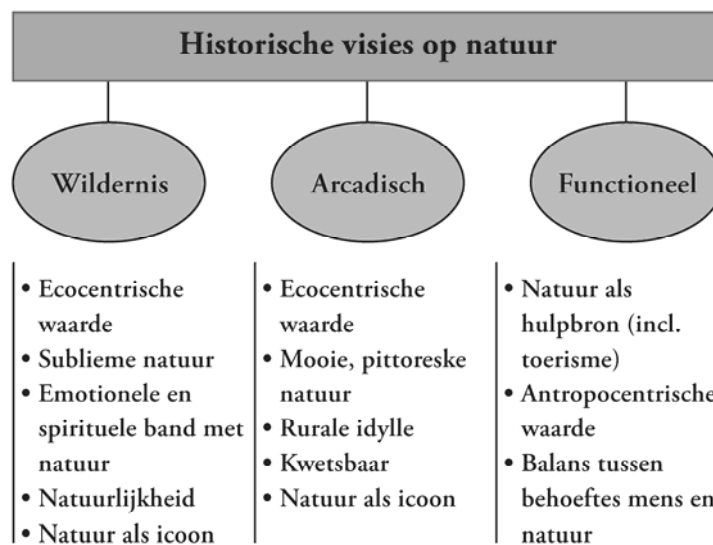 Historische visies op natuur
Wildernis
Arcadisch
Functioneel
• Ecocentrische
waarde
• Sublieme natuur
• Emotionele en
spirituele band met
natuur
• Natuurlijkheid
• Natuur als icoon
• Ecocentrische
waarde
• Mooie, pittoreske
natuur
• Rurale idylle
• Kwetsbaar
• Natuur als icoon
• Natuur als
hulpbron (incl.
toerisme)
• Antropocentrische
waarde
• Balans tussen
behoeftes mens en
natuur